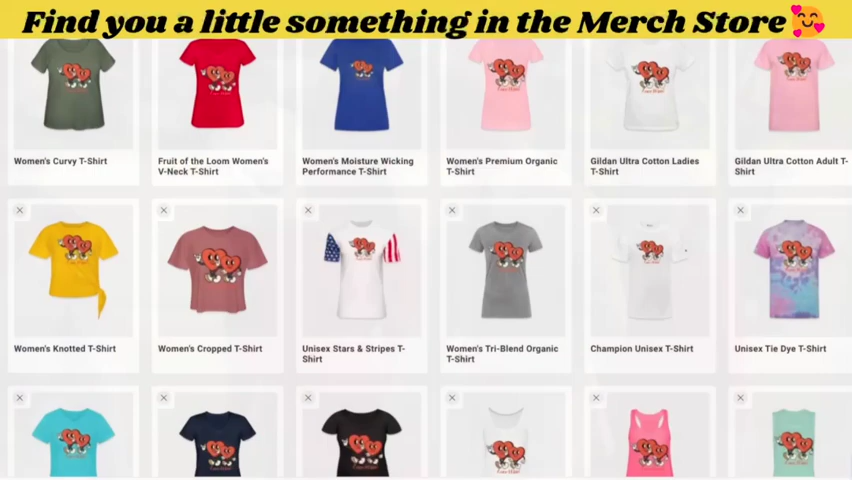 Find you a little something in the Merch Store
Women's Curvy T-Shirt
Fruit of the Loom Women's
V-Neck T-Shirt
Women's Moisture Wicking
Performance T-Shirt
Women's Premium Organic
T-Shirt
Gildan Ultra Cotton Ladies
T-Shirt
Gildan Ultra Cotton Adult T-
Shirt
Women's Knotted T-Shirt
Women's Cropped T-Shirt
Unisex Stars & Stripes T-
Shirt
Women's Tri-Blend Organic
T-Shirt
Champion Unisex T-Shirt
Unisex Tie Dye T-Shirt